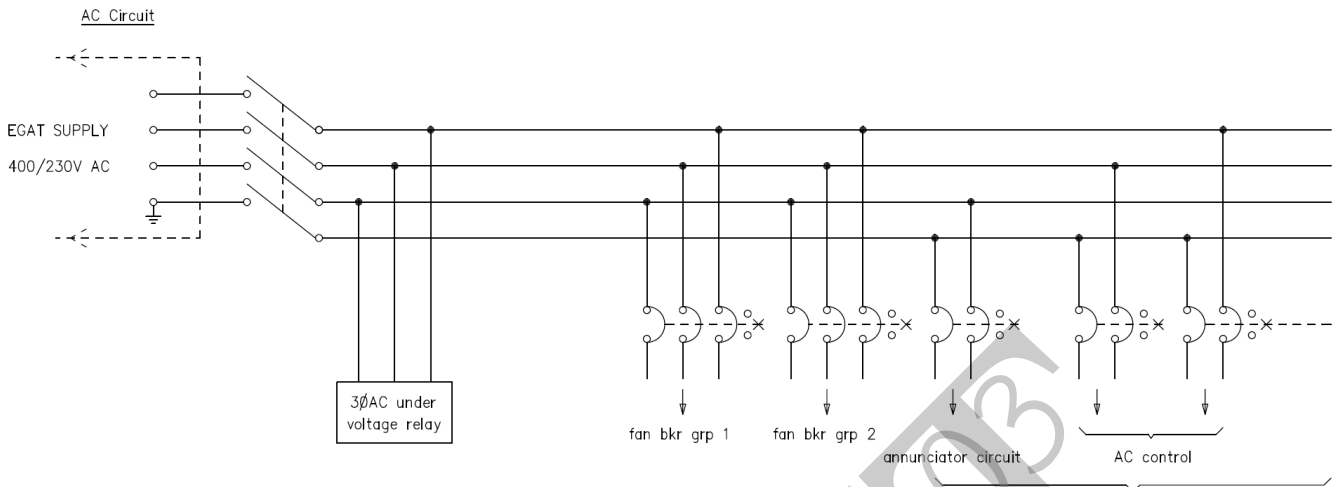 AC Circuit
EGAT SUPPLY
400/230V AC
3ØAC under
voltage relay
fan bkr grp 1
fan bkr grp 2
annunciator circuit
AC control